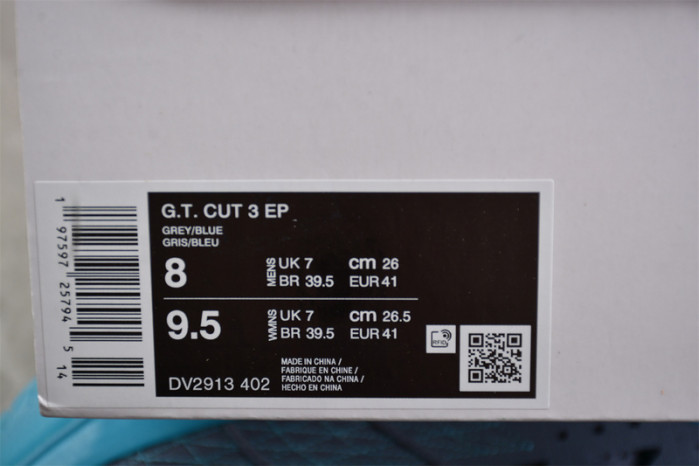 1 97597 25794 5 14
G.T. CUT 3 EP
GREY/BLUE
GRIS/BLEU
8 MENS UK 7 cm 26
BR 39.5 EUR 41
9.5 WMNS UK 7 cm 26.5
BR 39.5 EUR 41
RFID
DV2913 402
MADE IN CHINA /
FABRIQUE EN CHINE /
FABRICADO NA CHINA /
HECHO EN CHINA